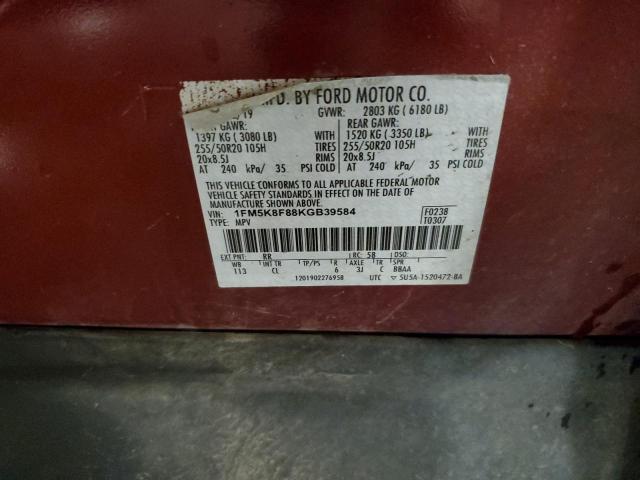 MFD. BY FORD MOTOR CO.
/19 GVWR: 2803 KG ( 6180 LB)
GAWR: REAR GAWR:
1397 KG ( 3080 LB) WITH 1520 KG ( 3350 LB) WITH
255/50R20 105H TIRES 255/50R20 105H TIRES
20x8.5J RIMS 20x8.5J RIMS
AT 240 kPa/ 35 PSI COLD AT 240 kPa/ 35 PSI COLD
THIS VEHICLE CONFORMS TO ALL APPLICABLE FEDERAL MOTOR
VEHICLE SAFETY STANDARDS IN EFFECT ON THE DATE OF
MANUFACTURE SHOWN ABOVE.
VIN: 1FM5K8F88KGB39584 F0238
TYPE: MPV T0307
EXT PNT: RR RC: 58 DSO:
WB INT TR TP/PS R AXLE TR SPR
113 CL 6 3J C BBAA
1201902276958 UTC ▽ 5U5A-1520472-BA